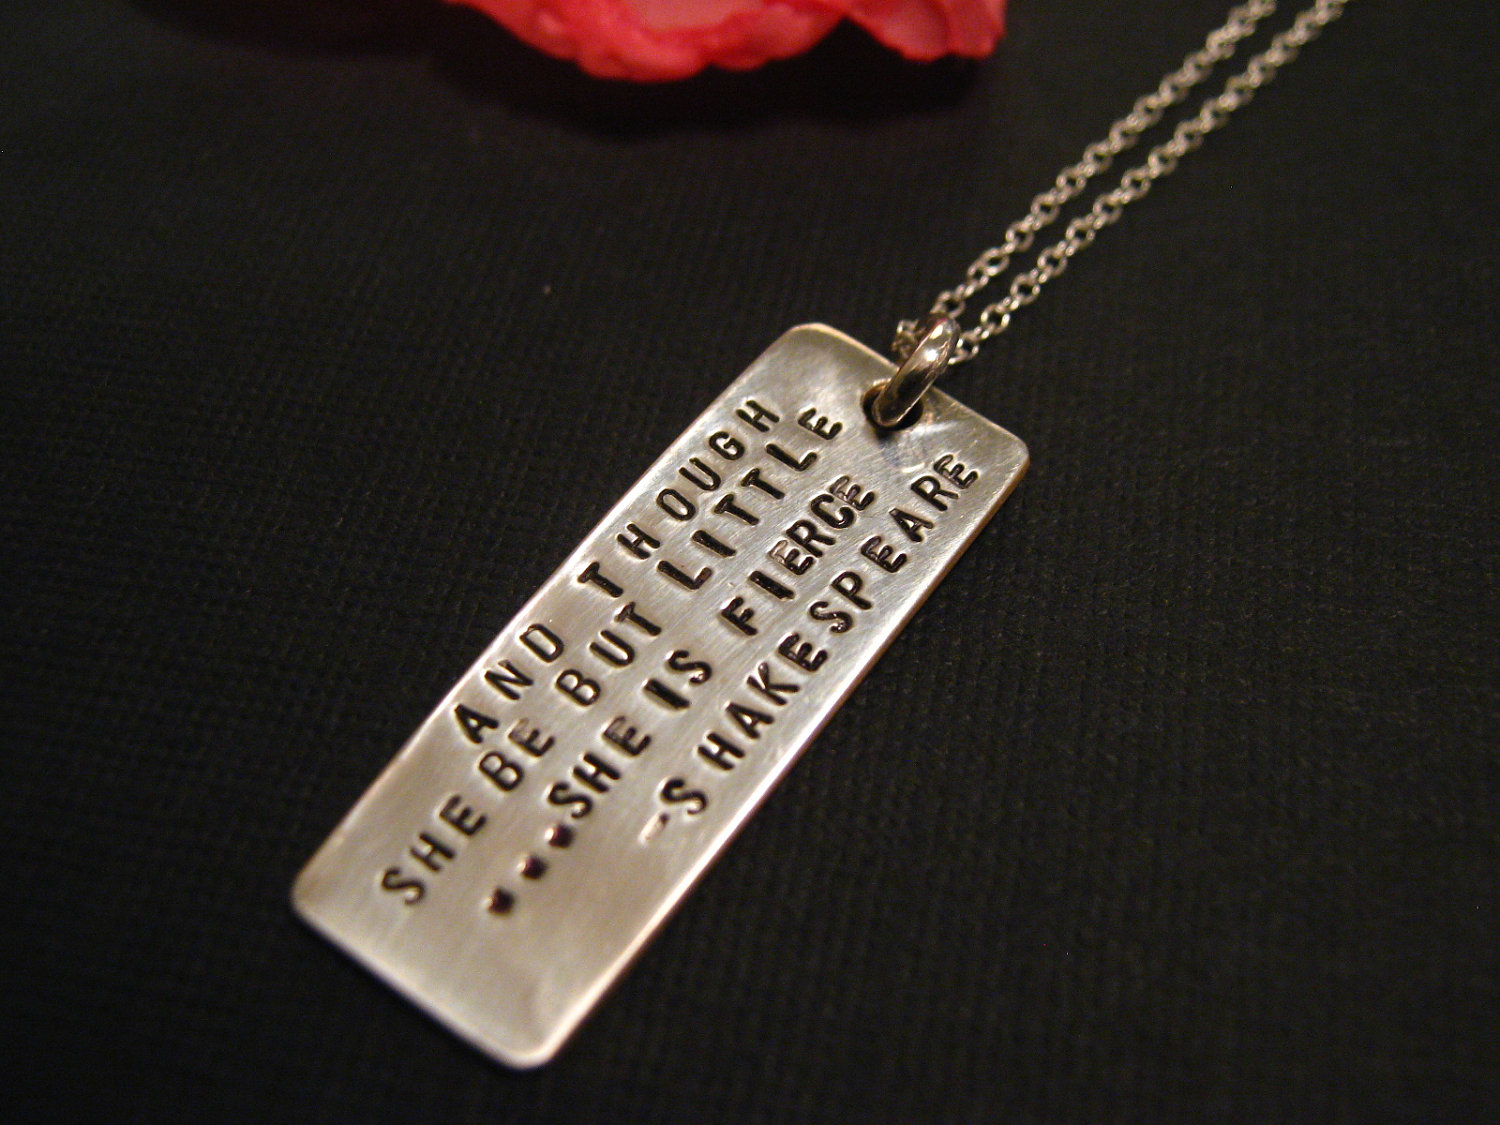 AND THOUGH
SHE BE BUT LITTLE
...SHE IS FIERCE
-SHAKESPEARE